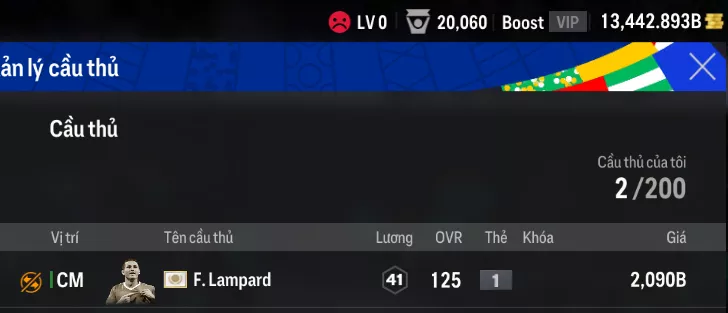 LV 0 20,060 Boost VIP 13,442.893B
ản lý cầu thủ
Cầu thủ
Cầu thủ của tôi
2 /200
Vị trí Tên cầu thủ Lương OVR Thẻ Khóa Giá
CM F. Lampard 41 125 1 2,090B